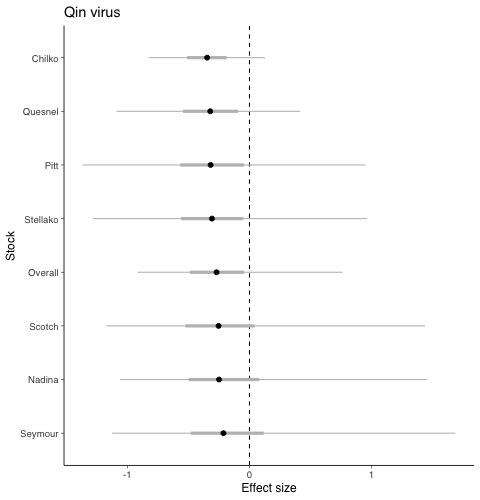 Qin virus
Chilko
Quesnel
Pitt
Stellako
Overall
Scotch
Nadina
Seymour
Stock
-1 0 1
Effect size